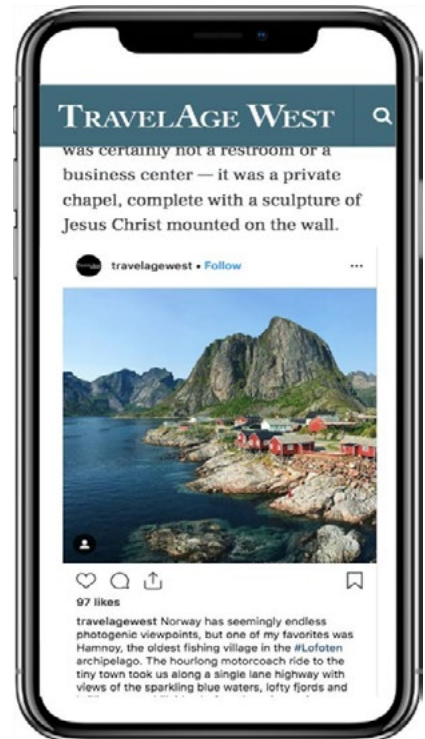 TRAVELAGE WEST
was certainly not a restroom or a
business center — it was a private
chapel, complete with a sculpture of
Jesus Christ mounted on the wall.
travelagewest • Follow
97 likes
travelagewest Norway has seemingly endless
photogenic viewpoints, but one of my favorites was
Hamnoy, the oldest fishing village in the #Lofoten
archipelago. The hourlong motorcoach ride to the
tiny town took us along a single lane highway with
views of the sparkling blue waters, lofty fjords and